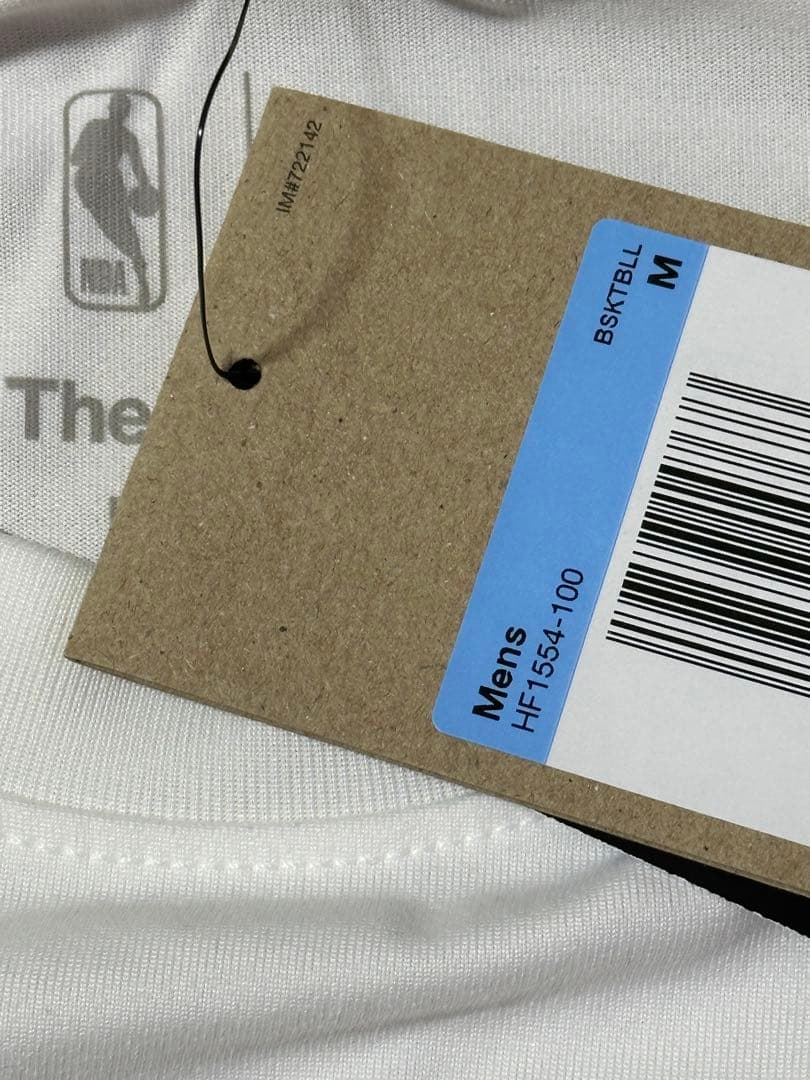 NBA
The
IM#722142
BSKTBLL
M
Mens
HF1554-100